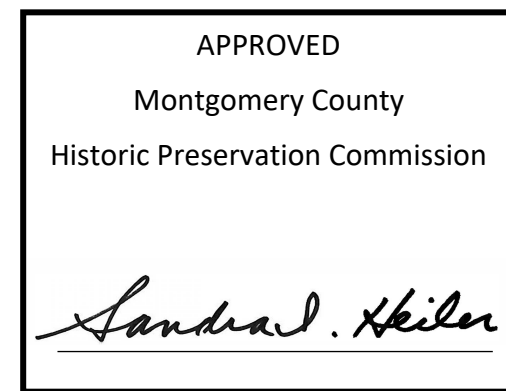 APPROVED
Montgomery County
Historic Preservation Commission
Sandra I. Heiler